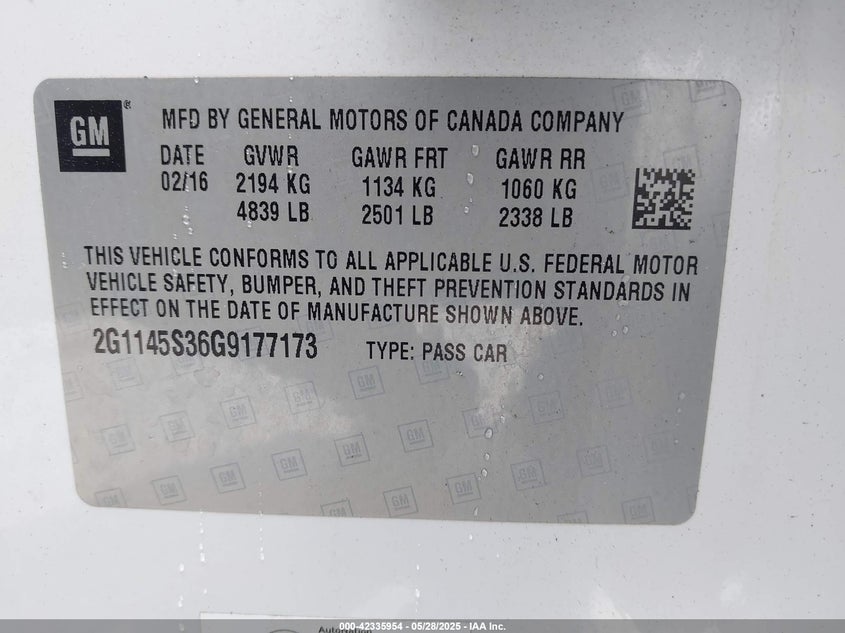 GM®
MFD BY GENERAL MOTORS OF CANADA COMPANY
DATE GVWR GAWR FRT GAWR RR
02/16 2194 KG 1134 KG 1060 KG
4839 LB 2501 LB 2338 LB
THIS VEHICLE CONFORMS TO ALL APPLICABLE U.S. FEDERAL MOTOR
VEHICLE SAFETY, BUMPER, AND THEFT PREVENTION STANDARDS IN
EFFECT ON THE DATE OF MANUFACTURE SHOWN ABOVE.
2G1145S36G9177173 TYPE: PASS CAR
000-42335954 - 05/28/2025 - IAA Inc.